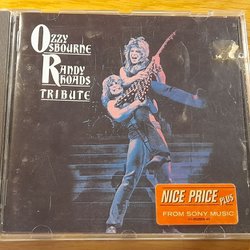 OZZY
OSBOURNE
RANDY
RHOADS
TRIBUTE
NICE PRICE PLUS
FROM SONY MUSIC